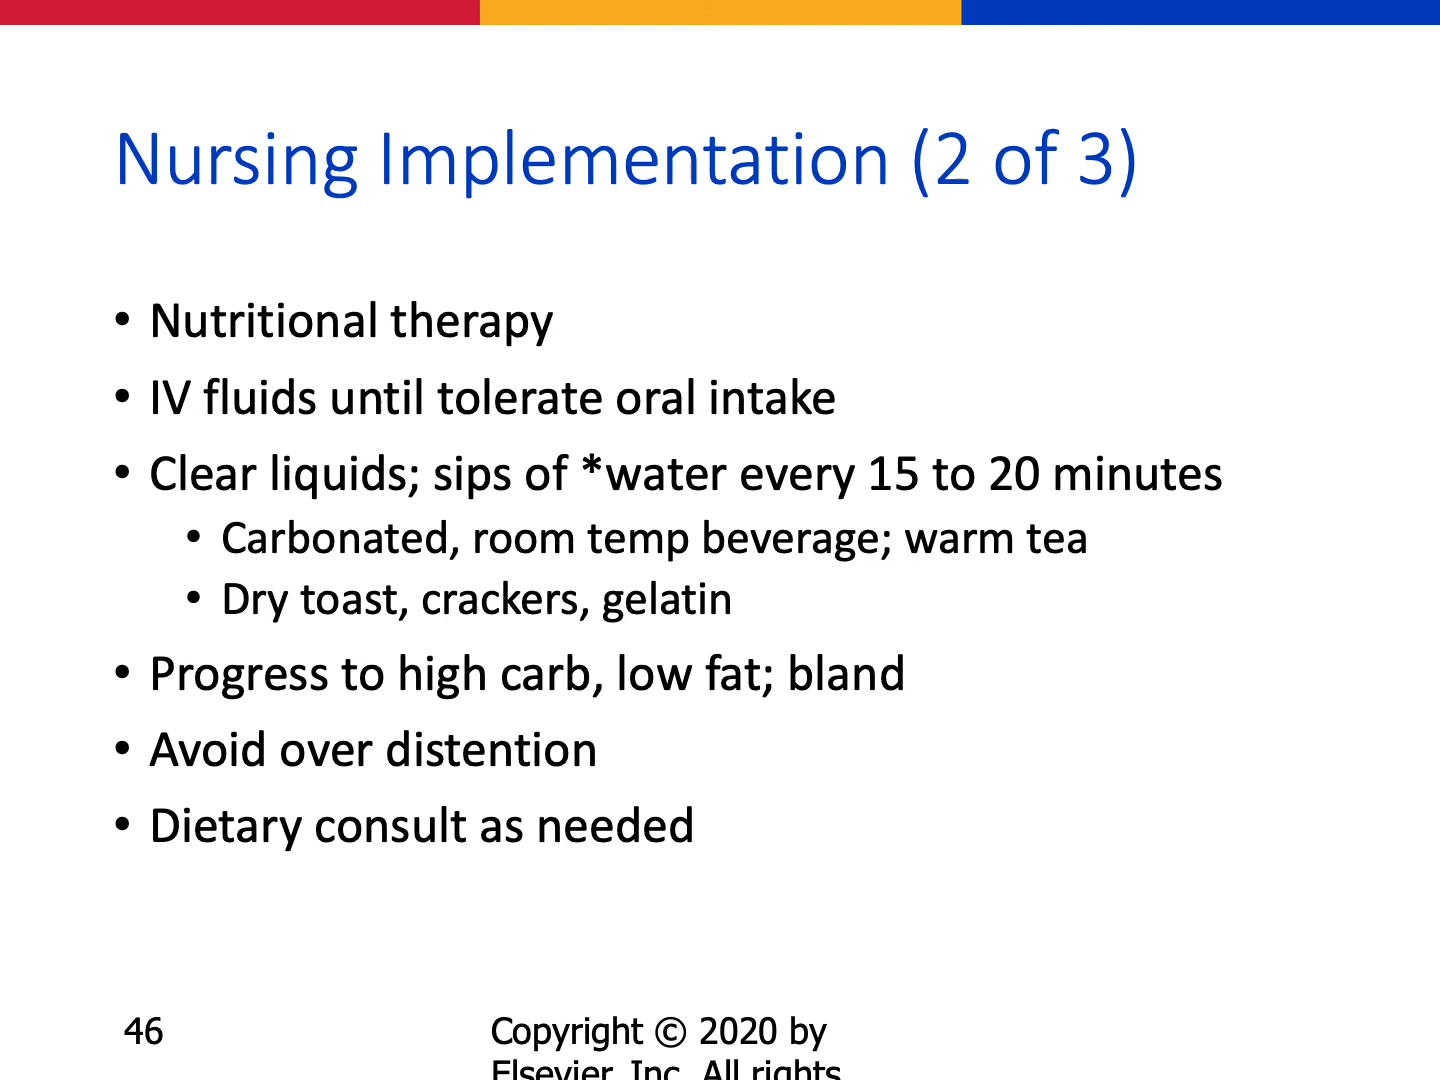 Nursing Implementation (2 of 3)
• Nutritional therapy
• IV fluids until tolerate oral intake
• Clear liquids; sips of *water every 15 to 20 minutes
• Carbonated, room temp beverage; warm tea
• Dry toast, crackers, gelatin
• Progress to high carb, low fat; bland
• Avoid over distention
• Dietary consult as needed
46
Copyright © 2020 by
Elsevier, Inc. All rights